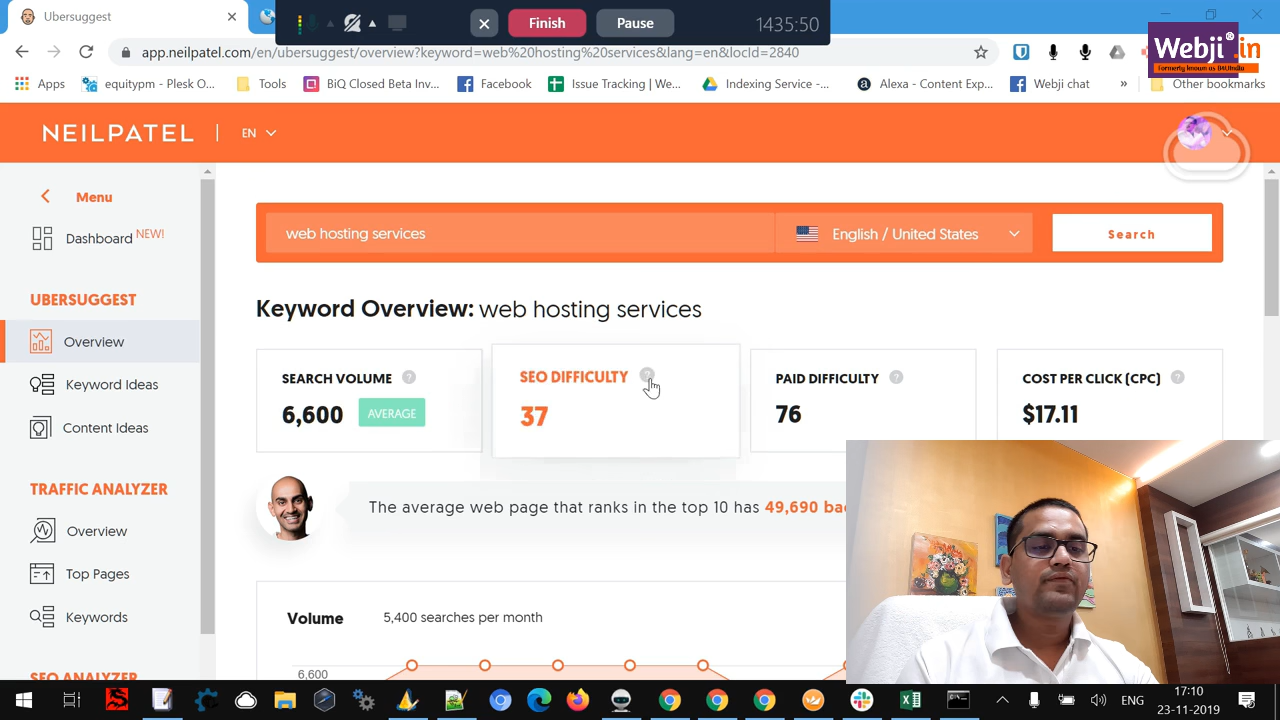 Ubersuggest
Finish
Pause
1435:50
app.neilpatel.com/en/ubersuggest/overview?keyword=web%20hosting%20services&lang=en&locId=2840
Webji.in
Formerly known as B4UIndia
Apps
equitypm - Plesk O...
Tools
BiQ Closed Beta Inv...
Facebook
Issue Tracking | We...
Indexing Service -...
Alexa - Content Exp...
Webji chat
»
Other bookmarks
NEILPATEL
EN
Menu
Dashboard NEW!
UBERSUGGEST
Overview
Keyword Ideas
Content Ideas
TRAFFIC ANALYZER
Overview
Top Pages
Keywords
SEO ANALYZER
web hosting services
English / United States
Search
Keyword Overview: web hosting services
SEARCH VOLUME ?
6,600 AVERAGE
SEO DIFFICULTY ?
37
PAID DIFFICULTY ?
76
COST PER CLICK (CPC) ?
$17.11
The average web page that ranks in the top 10 has 49,690 ba
Volume
5,400 searches per month
6,600
ENG
17:10
23-11-2019